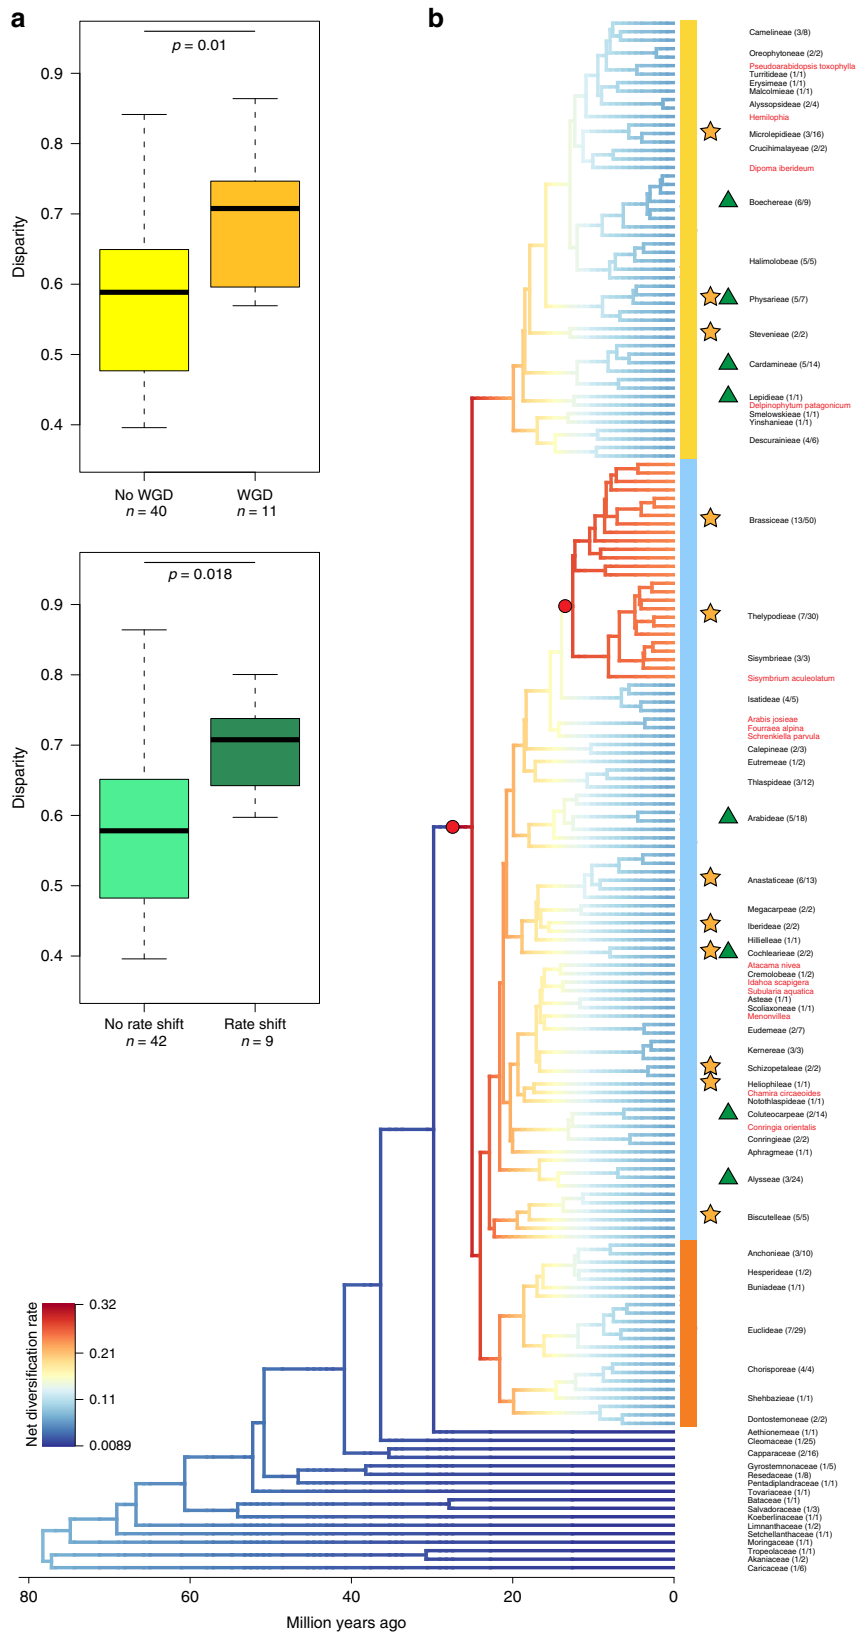 a
p = 0.01
0.9
0.8
0.7
0.6
0.5
0.4
Disparity
No WGD
n = 40
WGD
n = 11
p = 0.018
0.9
0.8
0.7
0.6
0.5
0.4
Disparity
No rate shift
n = 42
Rate shift
n = 9
b
Camelineae (3/8)
Oreophytoneae (2/2)
Pseudoarabidopsis toxophylla
Turritideae (1/1)
Erysimeae (1/1)
Malcolmieae (1/1)
Alyssopsideae (2/4)
Hemilophia
Microlepidieae (3/16)
Crucihimalayeae (2/2)
Dipoma iberideum
Boechereae (6/9)
Halimolobeae (5/5)
Physarieae (5/7)
Stevenieae (2/2)
Cardamineae (5/14)
Lepidieae (1/1)
Delpinophytum patagonicum
Smelowskieae (1/1)
Yinshanieae (1/1)
Descurainieae (4/6)
Brassiceae (13/50)
Thelypodieae (7/30)
Sisymbrieae (3/3)
Sisymbrium aculeolatum
Isatideae (4/5)
Arabis josieae
Fourraea alpina
Schrenkiella parvula
Calepineae (2/3)
Eutremeae (1/2)
Thlaspideae (3/12)
Arabideae (5/18)
Anastaticeae (6/13)
Megacarpeae (2/2)
Iberideae (2/2)
Hillielleae (1/1)
Cochlearieae (2/2)
Atacama nivea
Cremolobeae (1/2)
Idahoa scapigera
Subularia aquatica
Asteae (1/1)
Scoliaxoneae (1/1)
Menonvillea
Eudemeae (2/7)
Kernereae (3/3)
Schizopetaleae (2/2)
Heliophileae (1/1)
Chamira circaeoides
Notothlaspideae (1/1)
Coluteocarpeae (2/14)
Conringia orientalis
Conringieae (2/2)
Aphragmeae (1/1)
Alysseae (3/24)
Biscutelleae (5/5)
Anchonieae (3/10)
Hesperideae (1/2)
Buniadeae (1/1)
Euclideae (7/29)
Chorisporeae (4/4)
Shehbazieae (1/1)
Dontostemoneae (2/2)
Aethionemeae (1/1)
Cleomaceae (1/25)
Capparaceae (2/16)
Gyrostemnonaceae (1/5)
Resedaceae (1/8)
Pentadiplandraceae (1/1)
Tovariaceae (1/1)
Bataceae (1/1)
Salvadoraceae (1/3)
Koeberlinaceae (1/1)
Limnanthaceae (1/2)
Setchellanthaceae (1/1)
Moringaceae (1/1)
Tropeolaceae (1/1)
Akaniaceae (1/2)
Caricaceae (1/6)
Net diversification rate
0.32
0.21
0.11
0.0089
80
60
40
20
0
Million years ago